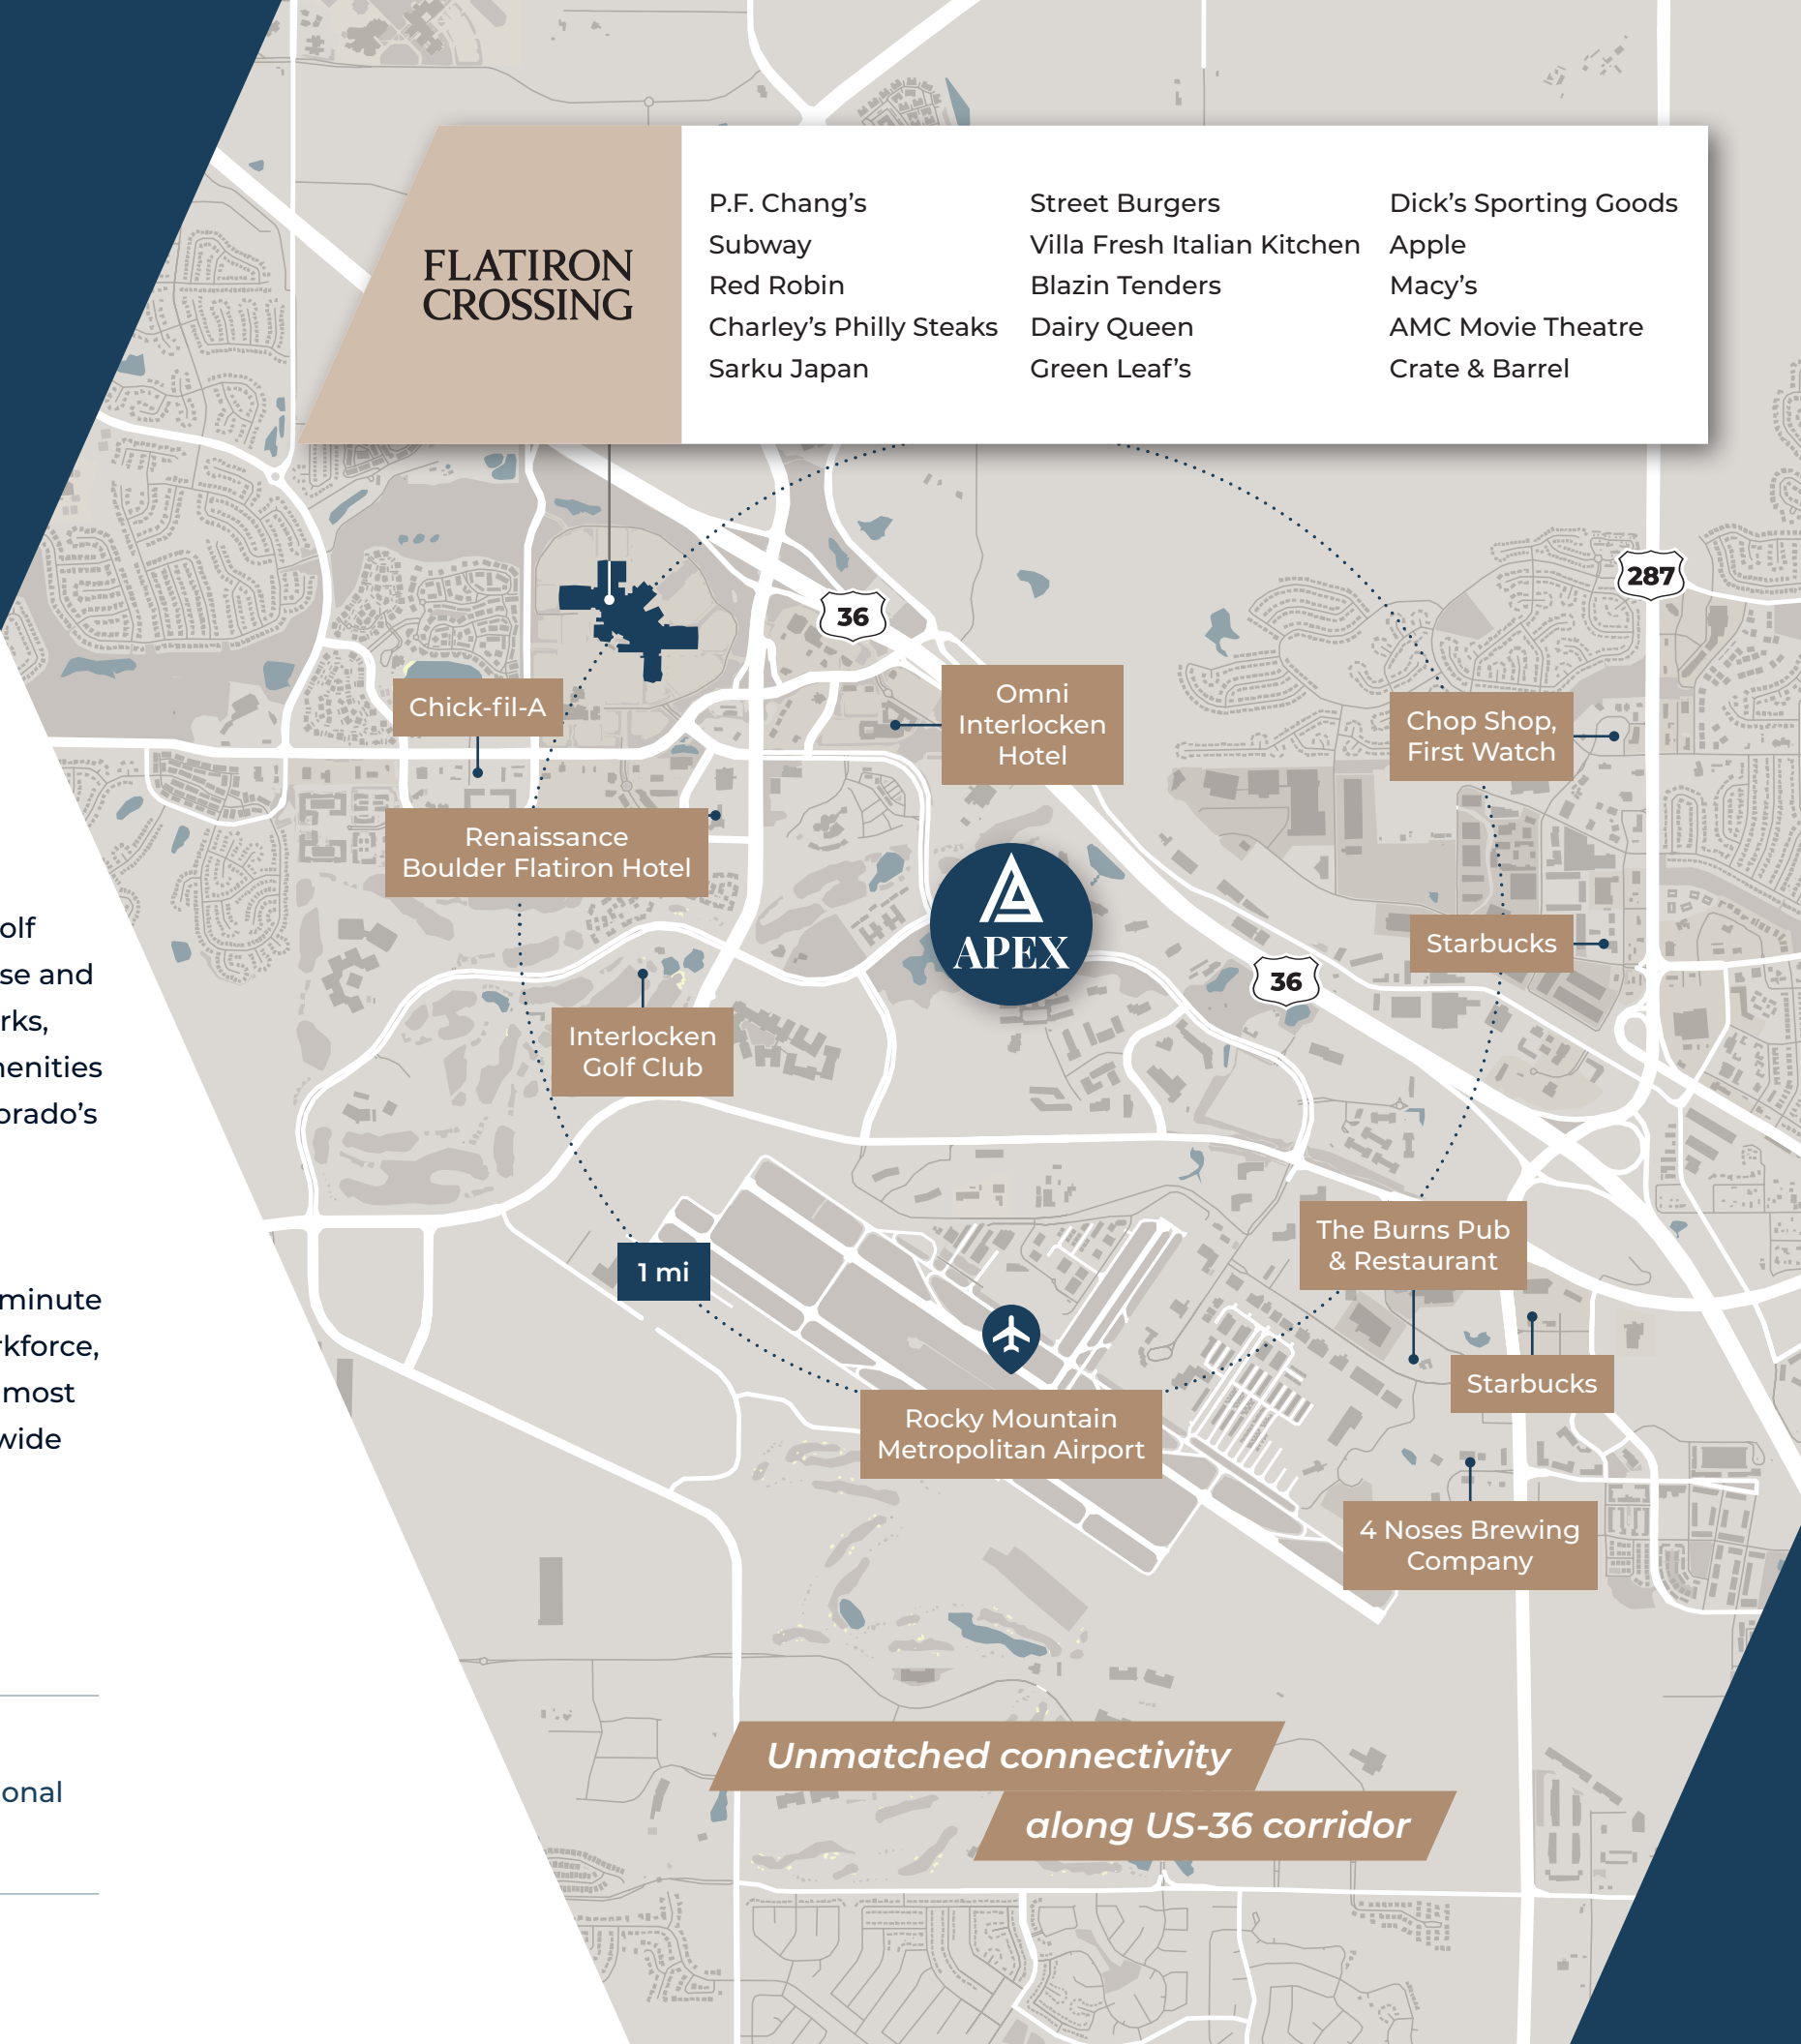 FLATIRON
CROSSING
P.F. Chang’s
Subway
Red Robin
Charley’s Philly Steaks
Sarku Japan
Street Burgers
Villa Fresh Italian Kitchen
Blazin Tenders
Dairy Queen
Green Leaf’s
Dick’s Sporting Goods
Apple
Macy’s
AMC Movie Theatre
Crate & Barrel
287
36
Chick-fil-A
Omni
Interlocken
Hotel
Chop Shop,
First Watch
Renaissance
Boulder Flatiron Hotel
APEX
Starbucks
36
Interlocken
Golf Club
olf
se and
rks,
nenities
orado’s
The Burns Pub
& Restaurant
1 mi
minute
rkforce,
most
wide
Starbucks
Rocky Mountain
Metropolitan Airport
4 Noses Brewing
Company
Unmatched connectivity
along US-36 corridor
onal